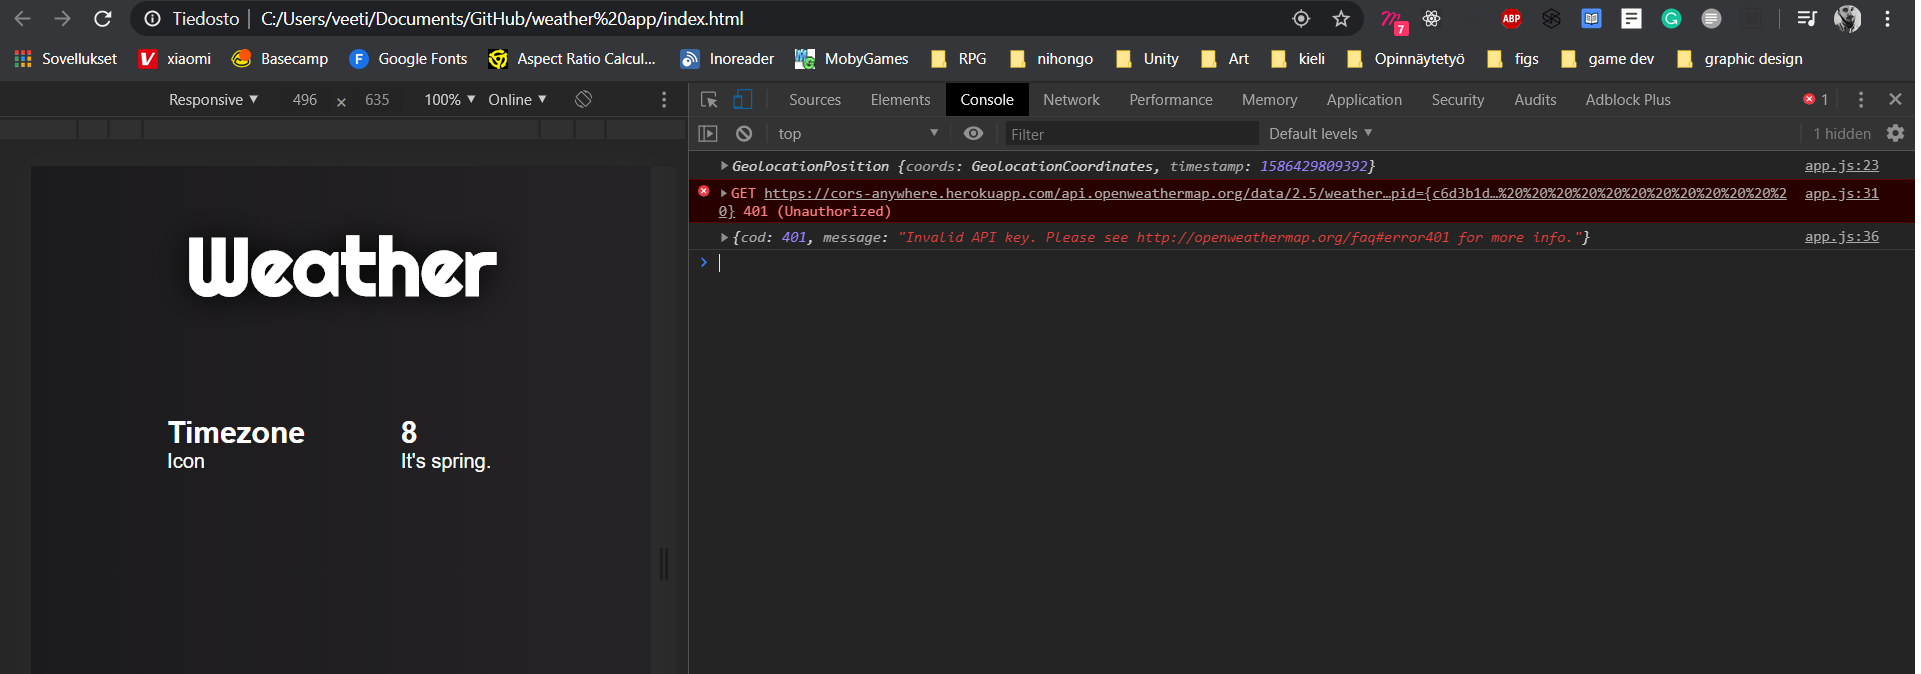 Tiedosto | C:/Users/veeti/Documents/GitHub/weather%20app/index.html
7
ABP
Sovellukset xiaomi Basecamp Google Fonts Aspect Ratio Calcul... Inoreader MobyGames RPG nihongo Unity Art kieli Opinnäytetyö figs game dev graphic design
Responsive ▼ 496 × 635 100% ▼ Online ▼
Sources Elements Console Network Performance Memory Application Security Audits Adblock Plus 1
top ▼ Filter Default levels ▼ 1 hidden
GeolocationPosition {coords: GeolocationCoordinates, timestamp: 1586429809392} app.js:23
GET https://cors-anywhere.herokuapp.com/api.openweathermap.org/data/2.5/weather…pid={c6d3b1d…%20%20%20%20%20%20%20%20%20%20%20%2 app.js:31
0} 401 (Unauthorized)
{cod: 401, message: "Invalid API key. Please see http://openweathermap.org/faq#error401 for more info."} app.js:36
Weather
Timezone 8
Icon It's spring.